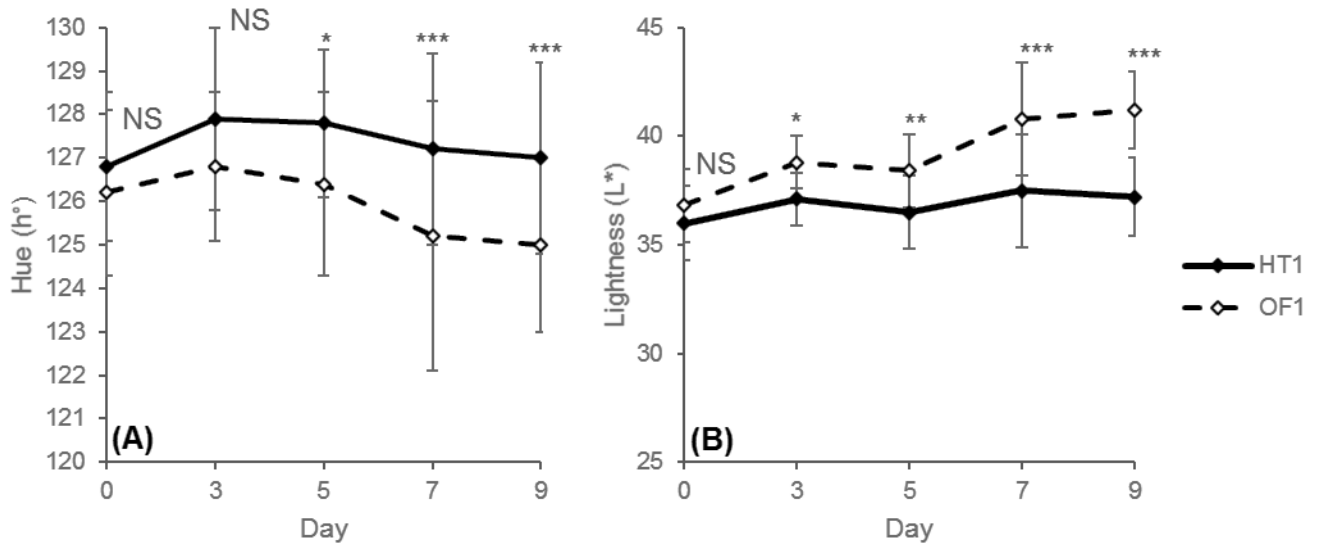 Hue (h°)
130
129
128
127
126
125
124
123
122
121
120
NS
NS
*
***
***
(A)
0 3 5 7 9
Day
Lightness (L*)
45
40
35
30
25
NS
*
**
***
***
(B)
0 3 5 7 9
Day
HT1
OF1